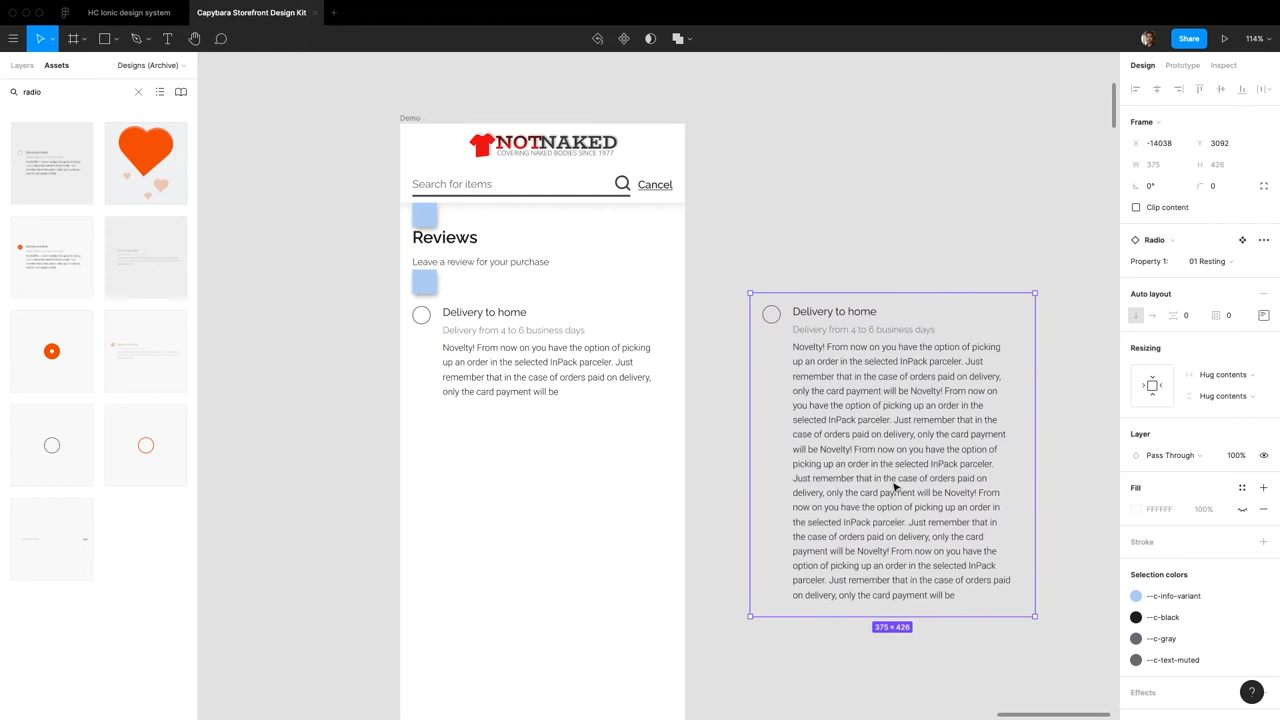 HC Ionic design system
Capybara Storefront Design Kit
Share
114%
Layers
Assets
Designs (Archive)
radio
Demo
NOTNAKED
COVERING NAKED BODIES SINCE 1977
Search for items
Cancel
Reviews
Leave a review for your purchase
Delivery to home
Delivery from 4 to 6 business days
Novelty! From now on you have the option of picking
up an order in the selected InPack parceler. Just
remember that in the case of orders paid on delivery,
only the card payment will be
Delivery to home
Delivery from 4 to 6 business days
Novelty! From now on you have the option of picking
up an order in the selected InPack parceler. Just
remember that in the case of orders paid on delivery,
only the card payment will be Novelty! From now on
you have the option of picking up an order in the
selected InPack parceler. Just remember that in the
case of orders paid on delivery, only the card payment
will be Novelty! From now on you have the option of
picking up an order in the selected InPack parceler.
Just remember that in the case of orders paid on
delivery, only the card payment will be Novelty! From
now on you have the option of picking up an order in
the selected InPack parceler. Just remember that in
the case of orders paid on delivery, only the card
payment will be Novelty! From now on you have the
option of picking up an order in the selected InPack
parceler. Just remember that in the case of orders paid
on delivery, only the card payment will be
375 × 426
Design
Prototype
Inspect
Frame
X -14038 Y 3092
W 375 H 426
0° 0
Clip content
Radio
Property 1: 01 Resting
Auto layout
0 0
Resizing
Hug contents
Hug contents
Layer
Pass Through 100%
Fill
FFFFFF 100%
Stroke
Selection colors
--c-info-variant
--c-black
--c-gray
--c-text-muted
Effects
?